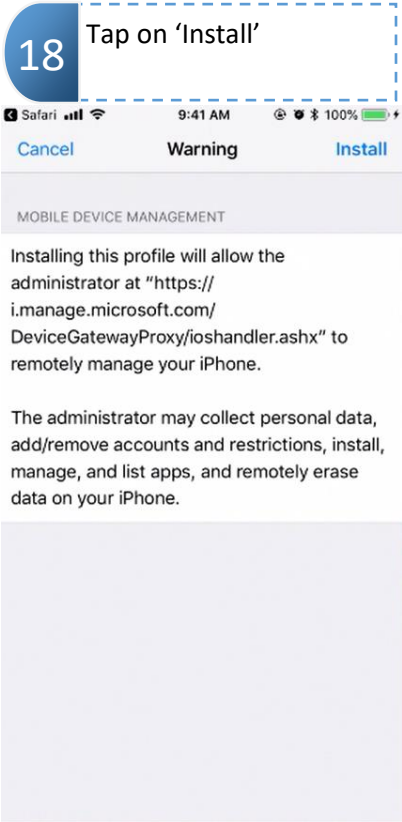 18
Tap on ‘Install’
Safari 9:41 AM 100%
Cancel Warning Install
MOBILE DEVICE MANAGEMENT
Installing this profile will allow the
administrator at “https://
i.manage.microsoft.com/
DeviceGatewayProxy/ioshandler.ashx” to
remotely manage your iPhone.
The administrator may collect personal data,
add/remove accounts and restrictions, install,
manage, and list apps, and remotely erase
data on your iPhone.